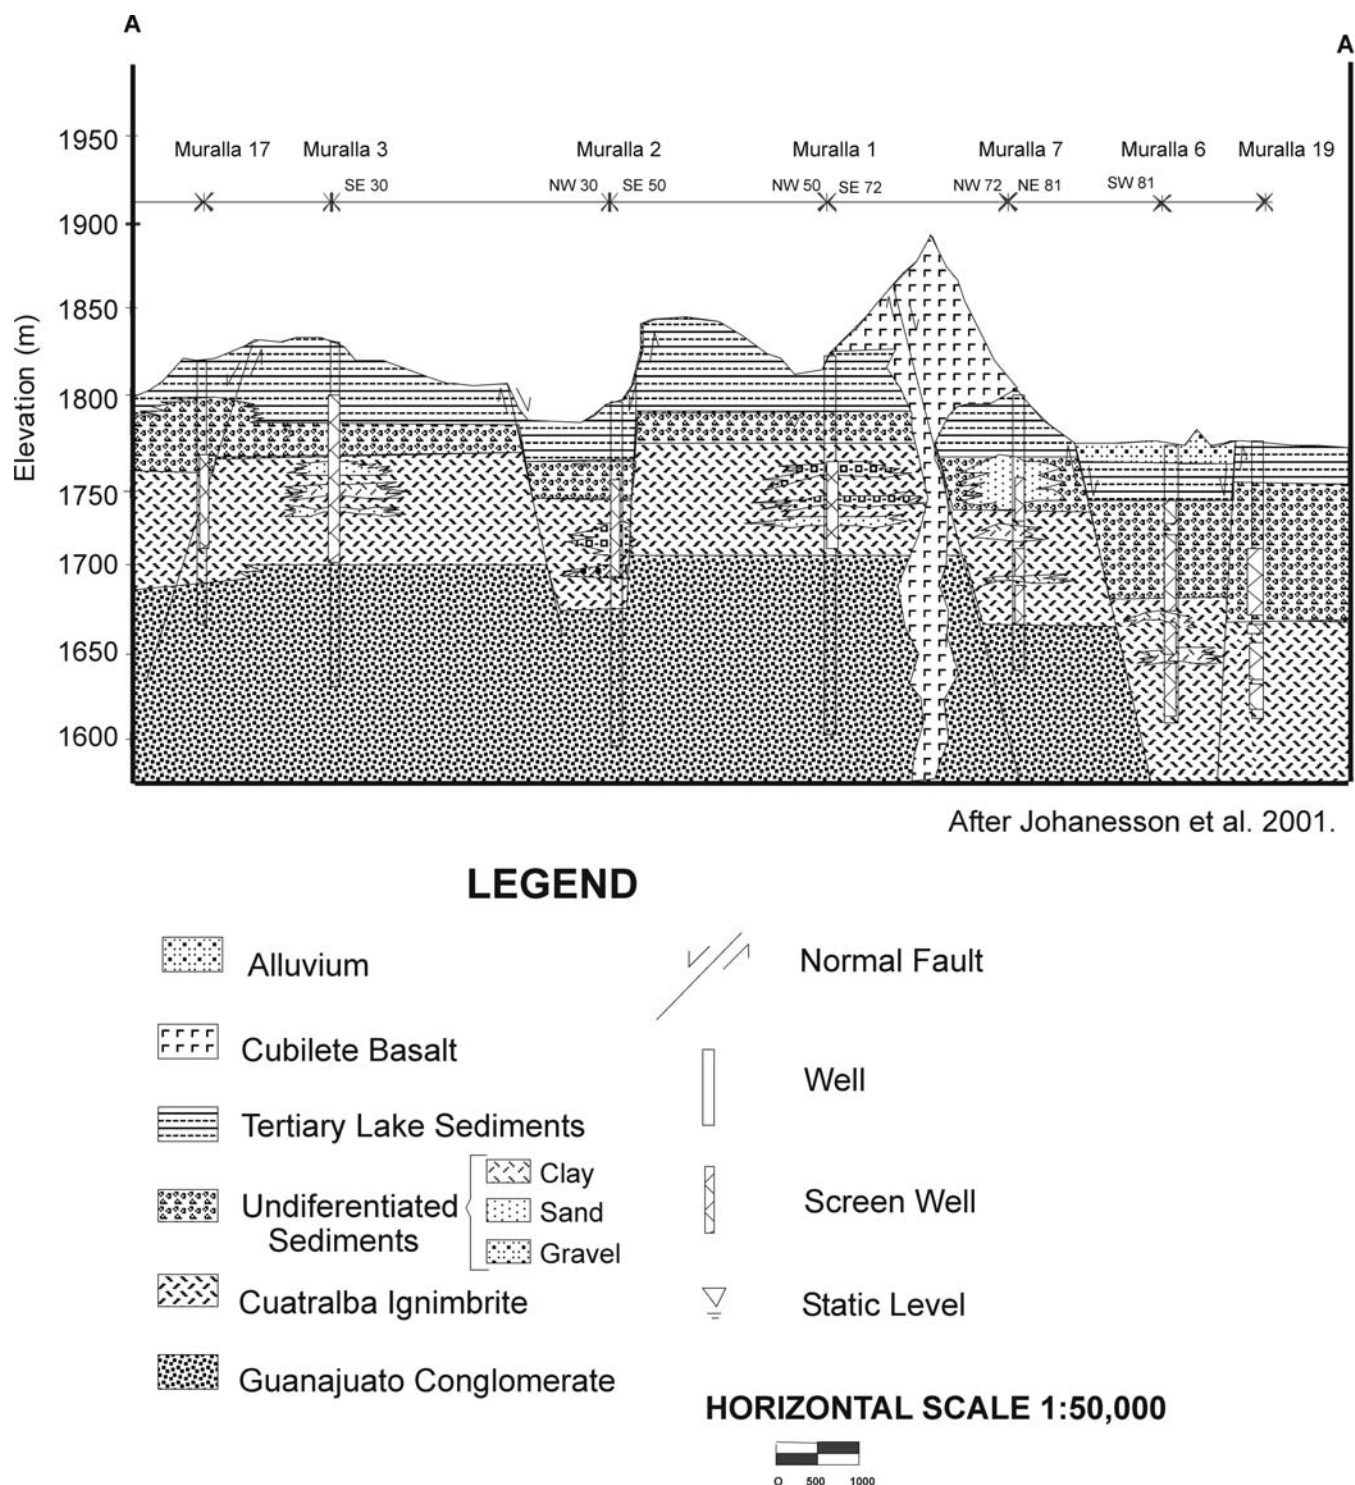 A
A
1950
Muralla 17
Muralla 3
Muralla 2
Muralla 1
Muralla 7
Muralla 6
Muralla 19
SE 30
NW 30
SE 50
NW 50
SE 72
NW 72
NE 81
SW 81
1900
1850
1800
1750
1700
1650
1600
Elevation (m)
After Johanesson et al. 2001.
LEGEND
Alluvium
Cubilete Basalt
Tertiary Lake Sediments
Undiferentiated
Sediments
Clay
Sand
Gravel
Cuatralba Ignimbrite
Guanajuato Conglomerate
Normal Fault
Well
Screen Well
Static Level
HORIZONTAL SCALE 1:50,000
O 500 1000